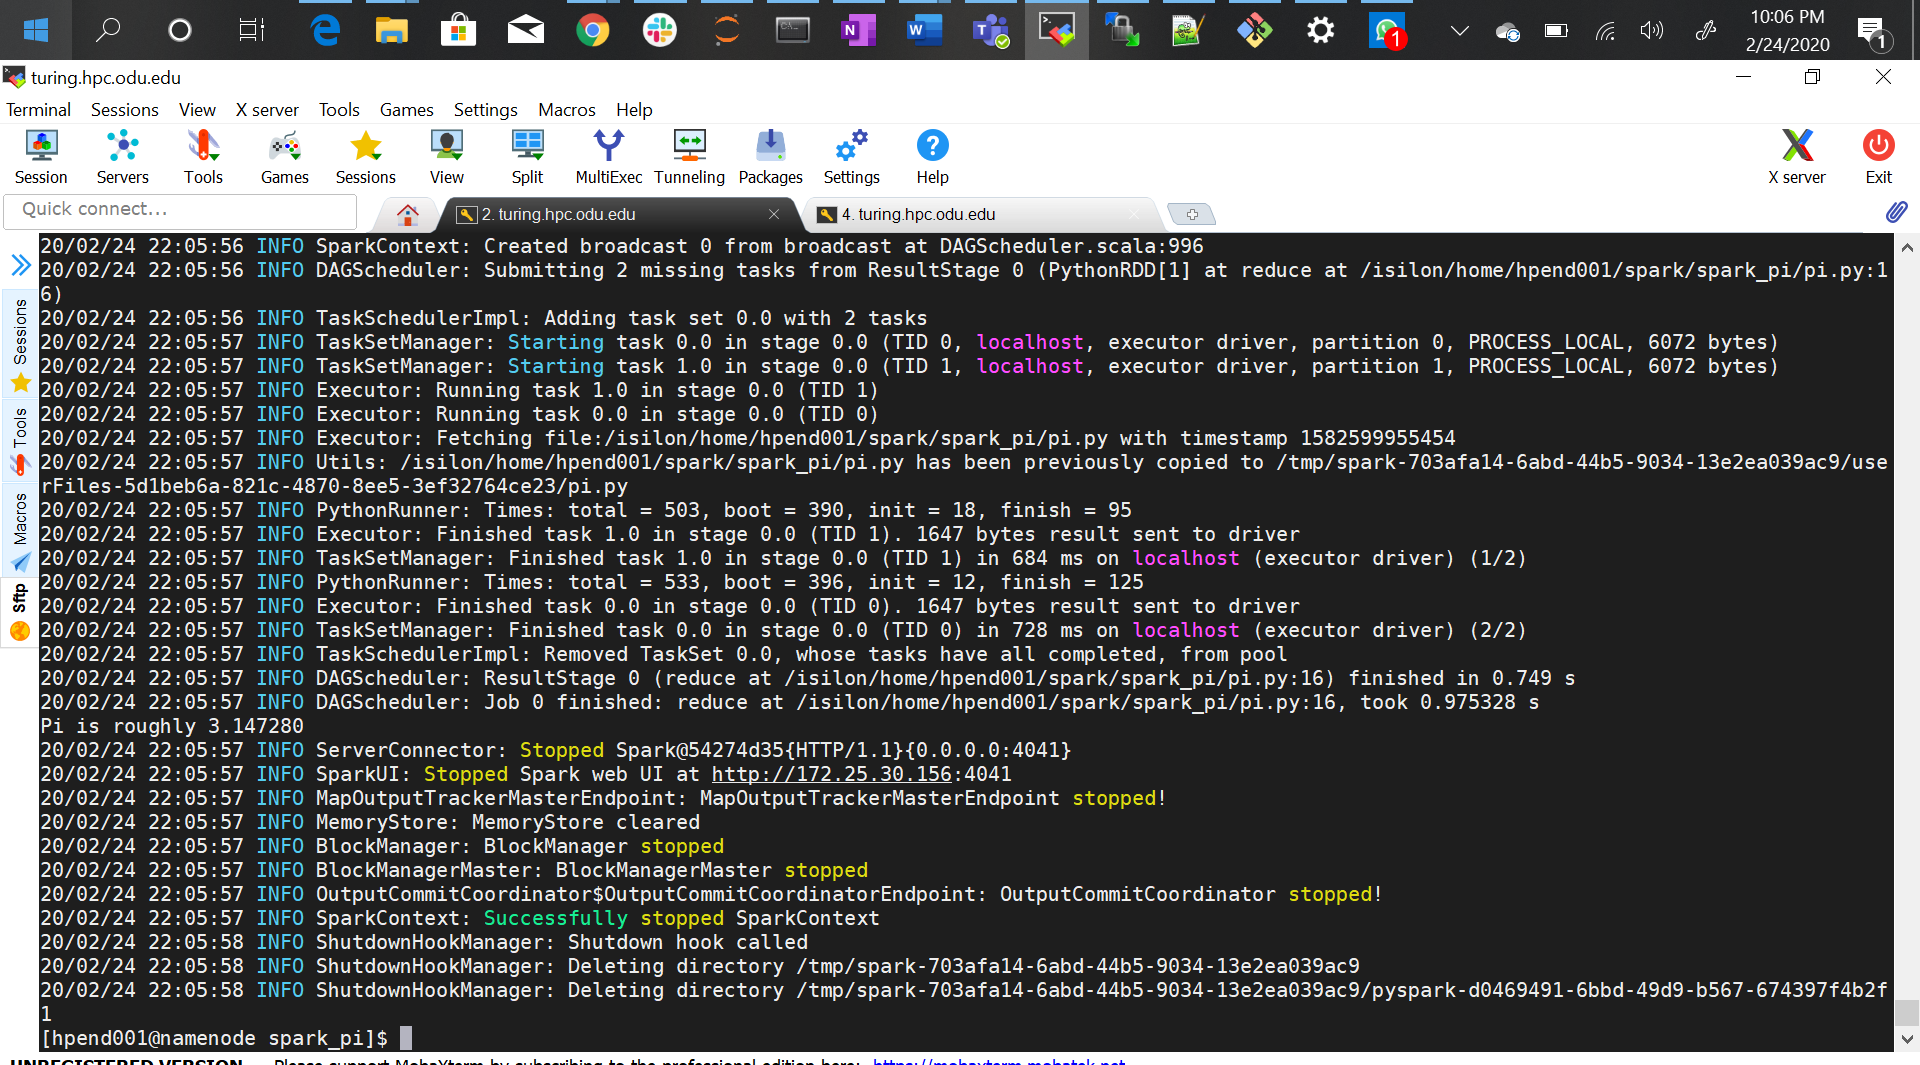 10:06 PM
2/24/2020
1
1
turing.hpc.odu.edu
Terminal Sessions View X server Tools Games Settings Macros Help
Session Servers Tools Games Sessions View Split MultiExec Tunneling Packages Settings Help X server Exit
Quick connect...
2. turing.hpc.odu.edu
4. turing.hpc.odu.edu
Sessions
Tools
Macros
Sftp
20/02/24 22:05:56 INFO SparkContext: Created broadcast 0 from broadcast at DAGScheduler.scala:996
20/02/24 22:05:56 INFO DAGScheduler: Submitting 2 missing tasks from ResultStage 0 (PythonRDD[1] at reduce at /isilon/home/hpend001/spark/spark_pi/pi.py:1
6)
20/02/24 22:05:56 INFO TaskSchedulerImpl: Adding task set 0.0 with 2 tasks
20/02/24 22:05:57 INFO TaskSetManager: Starting task 0.0 in stage 0.0 (TID 0, localhost, executor driver, partition 0, PROCESS_LOCAL, 6072 bytes)
20/02/24 22:05:57 INFO TaskSetManager: Starting task 1.0 in stage 0.0 (TID 1, localhost, executor driver, partition 1, PROCESS_LOCAL, 6072 bytes)
20/02/24 22:05:57 INFO Executor: Running task 1.0 in stage 0.0 (TID 1)
20/02/24 22:05:57 INFO Executor: Running task 0.0 in stage 0.0 (TID 0)
20/02/24 22:05:57 INFO Executor: Fetching file:/isilon/home/hpend001/spark/spark_pi/pi.py with timestamp 1582599955454
20/02/24 22:05:57 INFO Utils: /isilon/home/hpend001/spark/spark_pi/pi.py has been previously copied to /tmp/spark-703afa14-6abd-44b5-9034-13e2ea039ac9/use
rFiles-5d1beb6a-821c-4870-8ee5-3ef32764ce23/pi.py
20/02/24 22:05:57 INFO PythonRunner: Times: total = 503, boot = 390, init = 18, finish = 95
20/02/24 22:05:57 INFO Executor: Finished task 1.0 in stage 0.0 (TID 1). 1647 bytes result sent to driver
20/02/24 22:05:57 INFO TaskSetManager: Finished task 1.0 in stage 0.0 (TID 1) in 684 ms on localhost (executor driver) (1/2)
20/02/24 22:05:57 INFO PythonRunner: Times: total = 533, boot = 396, init = 12, finish = 125
20/02/24 22:05:57 INFO Executor: Finished task 0.0 in stage 0.0 (TID 0). 1647 bytes result sent to driver
20/02/24 22:05:57 INFO TaskSetManager: Finished task 0.0 in stage 0.0 (TID 0) in 728 ms on localhost (executor driver) (2/2)
20/02/24 22:05:57 INFO TaskSchedulerImpl: Removed TaskSet 0.0, whose tasks have all completed, from pool
20/02/24 22:05:57 INFO DAGScheduler: ResultStage 0 (reduce at /isilon/home/hpend001/spark/spark_pi/pi.py:16) finished in 0.749 s
20/02/24 22:05:57 INFO DAGScheduler: Job 0 finished: reduce at /isilon/home/hpend001/spark/spark_pi/pi.py:16, took 0.975328 s
Pi is roughly 3.147280
20/02/24 22:05:57 INFO ServerConnector: Stopped Spark@54274d35{HTTP/1.1}{0.0.0.0:4041}
20/02/24 22:05:57 INFO SparkUI: Stopped Spark web UI at http://172.25.30.156:4041
20/02/24 22:05:57 INFO MapOutputTrackerMasterEndpoint: MapOutputTrackerMasterEndpoint stopped!
20/02/24 22:05:57 INFO MemoryStore: MemoryStore cleared
20/02/24 22:05:57 INFO BlockManager: BlockManager stopped
20/02/24 22:05:57 INFO BlockManagerMaster: BlockManagerMaster stopped
20/02/24 22:05:57 INFO OutputCommitCoordinator$OutputCommitCoordinatorEndpoint: OutputCommitCoordinator stopped!
20/02/24 22:05:57 INFO SparkContext: Successfully stopped SparkContext
20/02/24 22:05:58 INFO ShutdownHookManager: Shutdown hook called
20/02/24 22:05:58 INFO ShutdownHookManager: Deleting directory /tmp/spark-703afa14-6abd-44b5-9034-13e2ea039ac9
20/02/24 22:05:58 INFO ShutdownHookManager: Deleting directory /tmp/spark-703afa14-6abd-44b5-9034-13e2ea039ac9/pyspark-d0469491-6bbd-49d9-b567-674397f4b2f
1
[hpend001@namenode spark_pi]$
UNREGISTERED VERSION - Please support MobaXterm by subscribing to the professional edition here: https://mobaxterm.mobatek.net